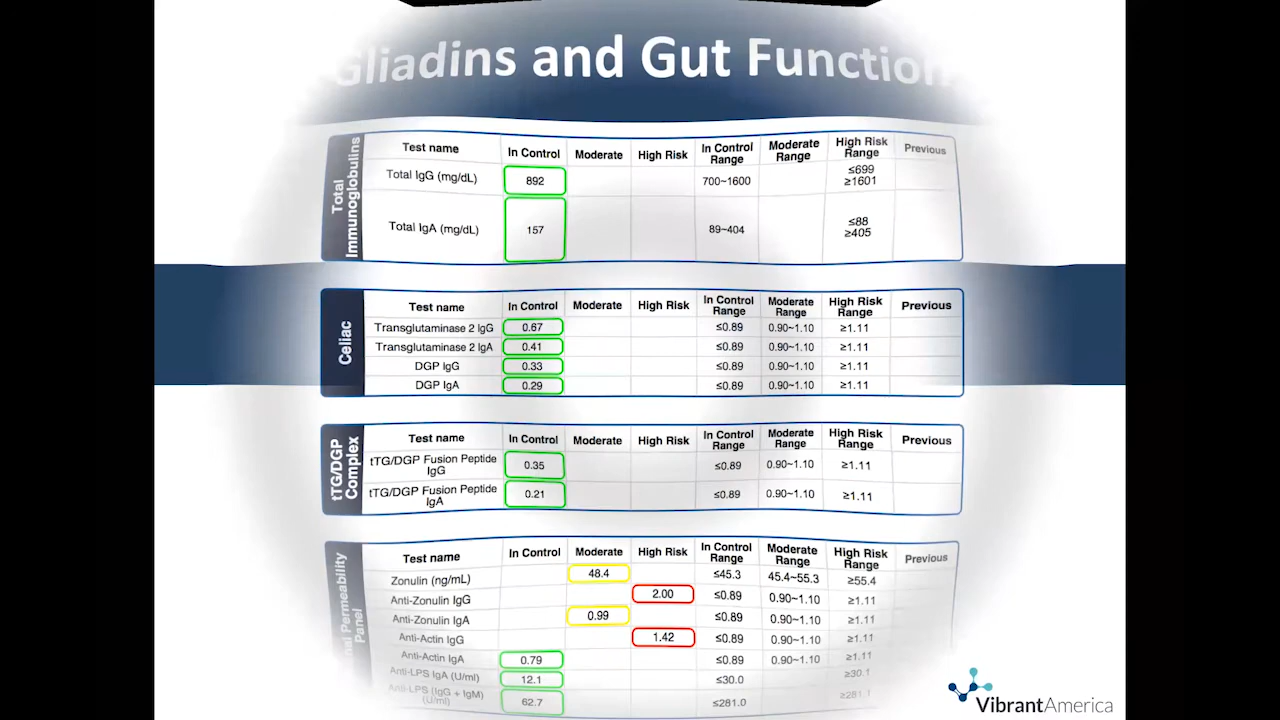 Gliadins and Gut Function
Total Immunoglobulins
Test name In Control Moderate High Risk In Control Range Moderate Range High Risk Range Previous
Total IgG (mg/dL) 892 700~1600 ≤699 ≥1601
Total IgA (mg/dL) 157 89~404 ≤88 ≥405
Celiac
Test name In Control Moderate High Risk In Control Range Moderate Range High Risk Range Previous
Transglutaminase 2 IgG 0.67 ≤0.89 0.90~1.10 ≥1.11
Transglutaminase 2 IgA 0.41 ≤0.89 0.90~1.10 ≥1.11
DGP IgG 0.33 ≤0.89 0.90~1.10 ≥1.11
DGP IgA 0.29 ≤0.89 0.90~1.10 ≥1.11
tTG/DGP Complex
Test name In Control Moderate High Risk In Control Range Moderate Range High Risk Range Previous
tTG/DGP Fusion Peptide IgG 0.35 ≤0.89 0.90~1.10 ≥1.11
tTG/DGP Fusion Peptide IgA 0.21 ≤0.89 0.90~1.10 ≥1.11
Permeability Panel
Test name In Control Moderate High Risk In Control Range Moderate Range High Risk Range Previous
Zonulin (ng/mL) 48.4 ≤45.3 45.4~55.3 ≥55.4
Anti-Zonulin IgG 2.00 ≤0.89 0.90~1.10 ≥1.11
Anti-Zonulin IgA 0.99 ≤0.89 0.90~1.10 ≥1.11
Anti-Actin IgG 1.42 ≤0.89 0.90~1.10 ≥1.11
Anti-Actin IgA 0.79 ≤0.89 0.90~1.10 ≥1.11
Anti-LPS IgA (U/ml) 12.1 ≤30.0 ≥30.1
Anti-LPS (IgG + IgM) (U/ml) 62.7 ≤281.0 ≥281.1
VibrantAmerica